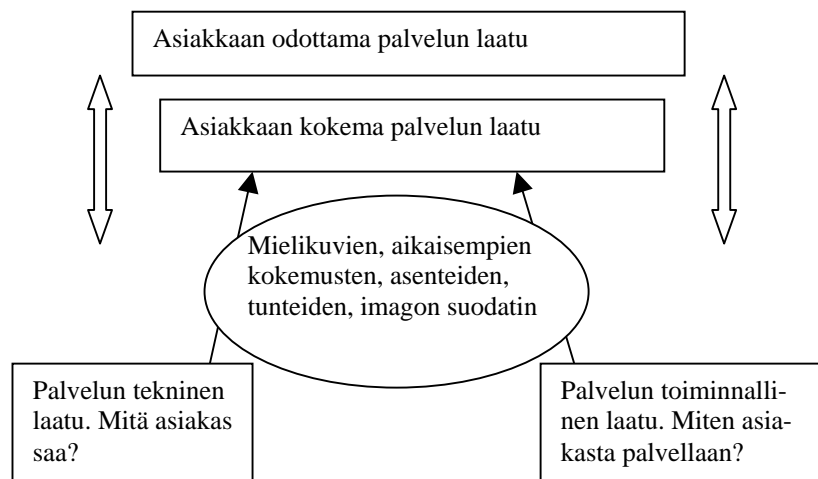 Asiakkaan odottama palvelun laatu
Asiakkaan kokema palvelun laatu
Mielikuvien, aikaisempien
kokemusten, asenteiden,
tunteiden, imagon suodatin
Palvelun tekninen
laatu. Mitä asiakas
saa?
Palvelun toiminnalli-
nen laatu. Miten asia-
kasta palvellaan?